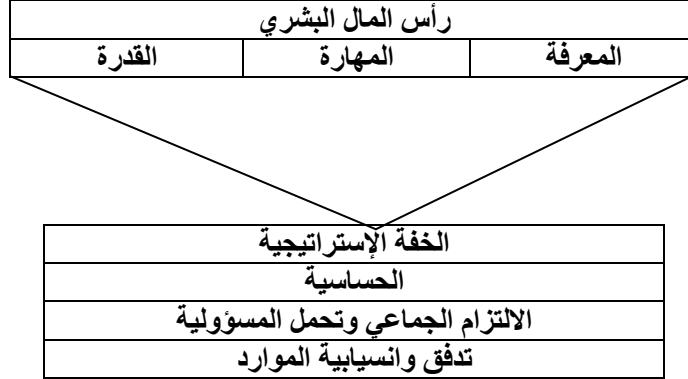 رأس المال البشري
المعرفة المهارة القدرة
الخفة الإستراتيجية
الحساسية
الالتزام الجماعي وتحمل المسؤولية
تدفق وانسيابية الموارد